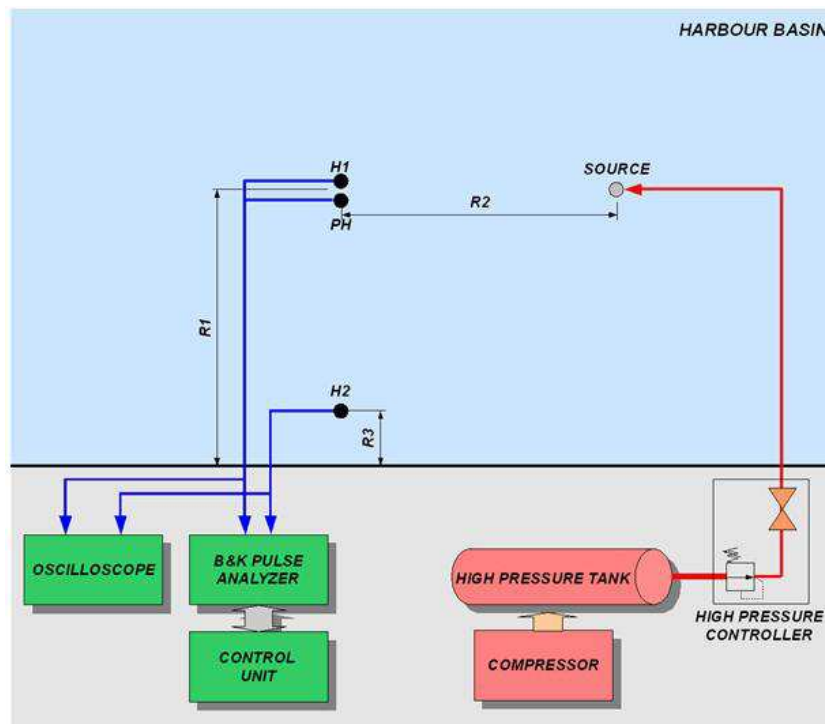 HARBOUR BASIN
H1
SOURCE
PH
R2
R1
H2
R3
OSCILLOSCOPE
B&K PULSE
ANALYZER
HIGH PRESSURE TANK
HIGH PRESSURE
CONTROLLER
CONTROL
UNIT
COMPRESSOR